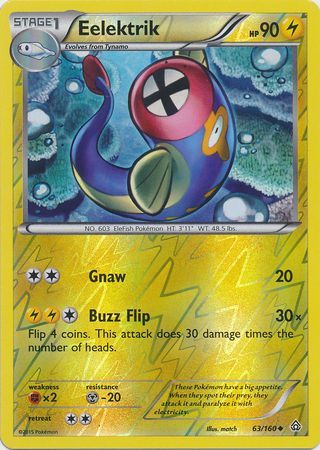 STAGE1
Eelektrik
HP 90
Evolves from Tynamo
NO. 603 EleFish Pokémon HT: 3'11" WT: 48.5 lbs.
Gnaw 20
Buzz Flip 30×
Flip 4 coins. This attack does 30 damage times the
number of heads.
weakness resistance
×2 -20
retreat
These Pokémon have a big appetite.
When they spot their prey, they
attack it and paralyze it with
electricity.
©2015 Pokémon Illus. match 63/160